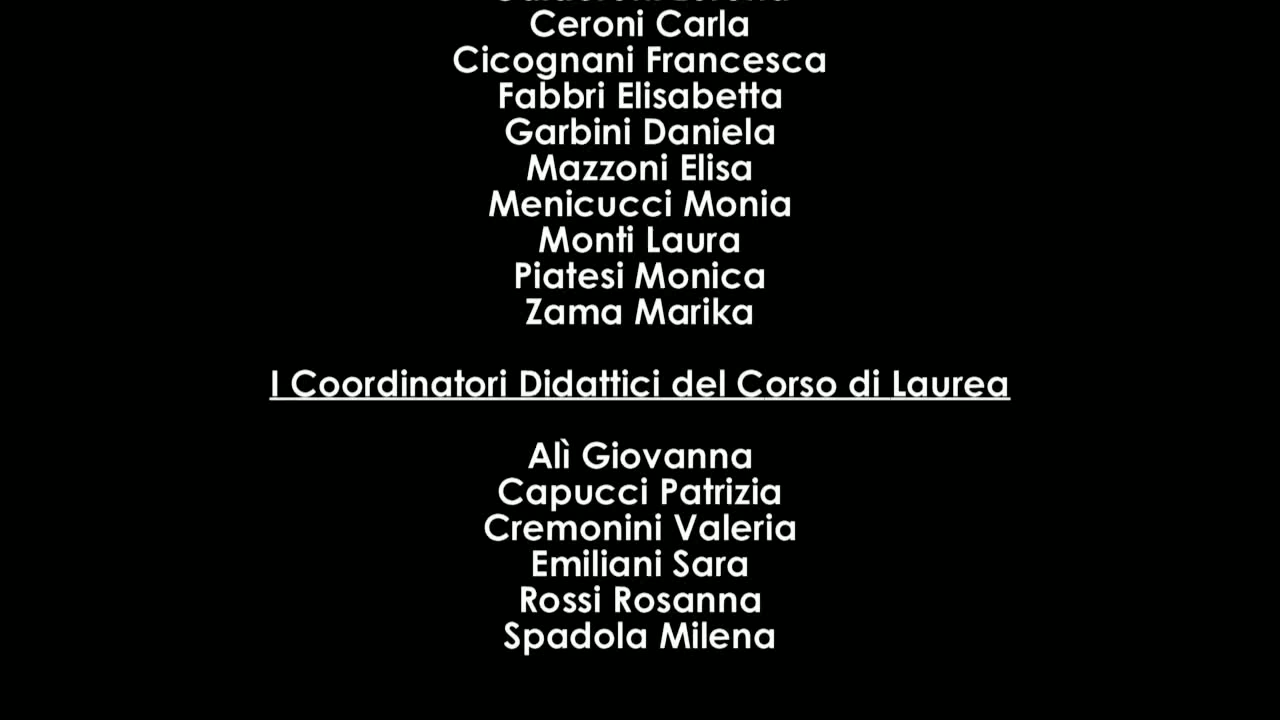 Ceroni Carla
Cicognani Francesca
Fabbri Elisabetta
Garbini Daniela
Mazzoni Elisa
Menicucci Monia
Monti Laura
Piatesi Monica
Zama Marika
I Coordinatori Didattici del Corso di Laurea
Alì Giovanna
Capucci Patrizia
Cremonini Valeria
Emiliani Sara
Rossi Rosanna
Spadola Milena